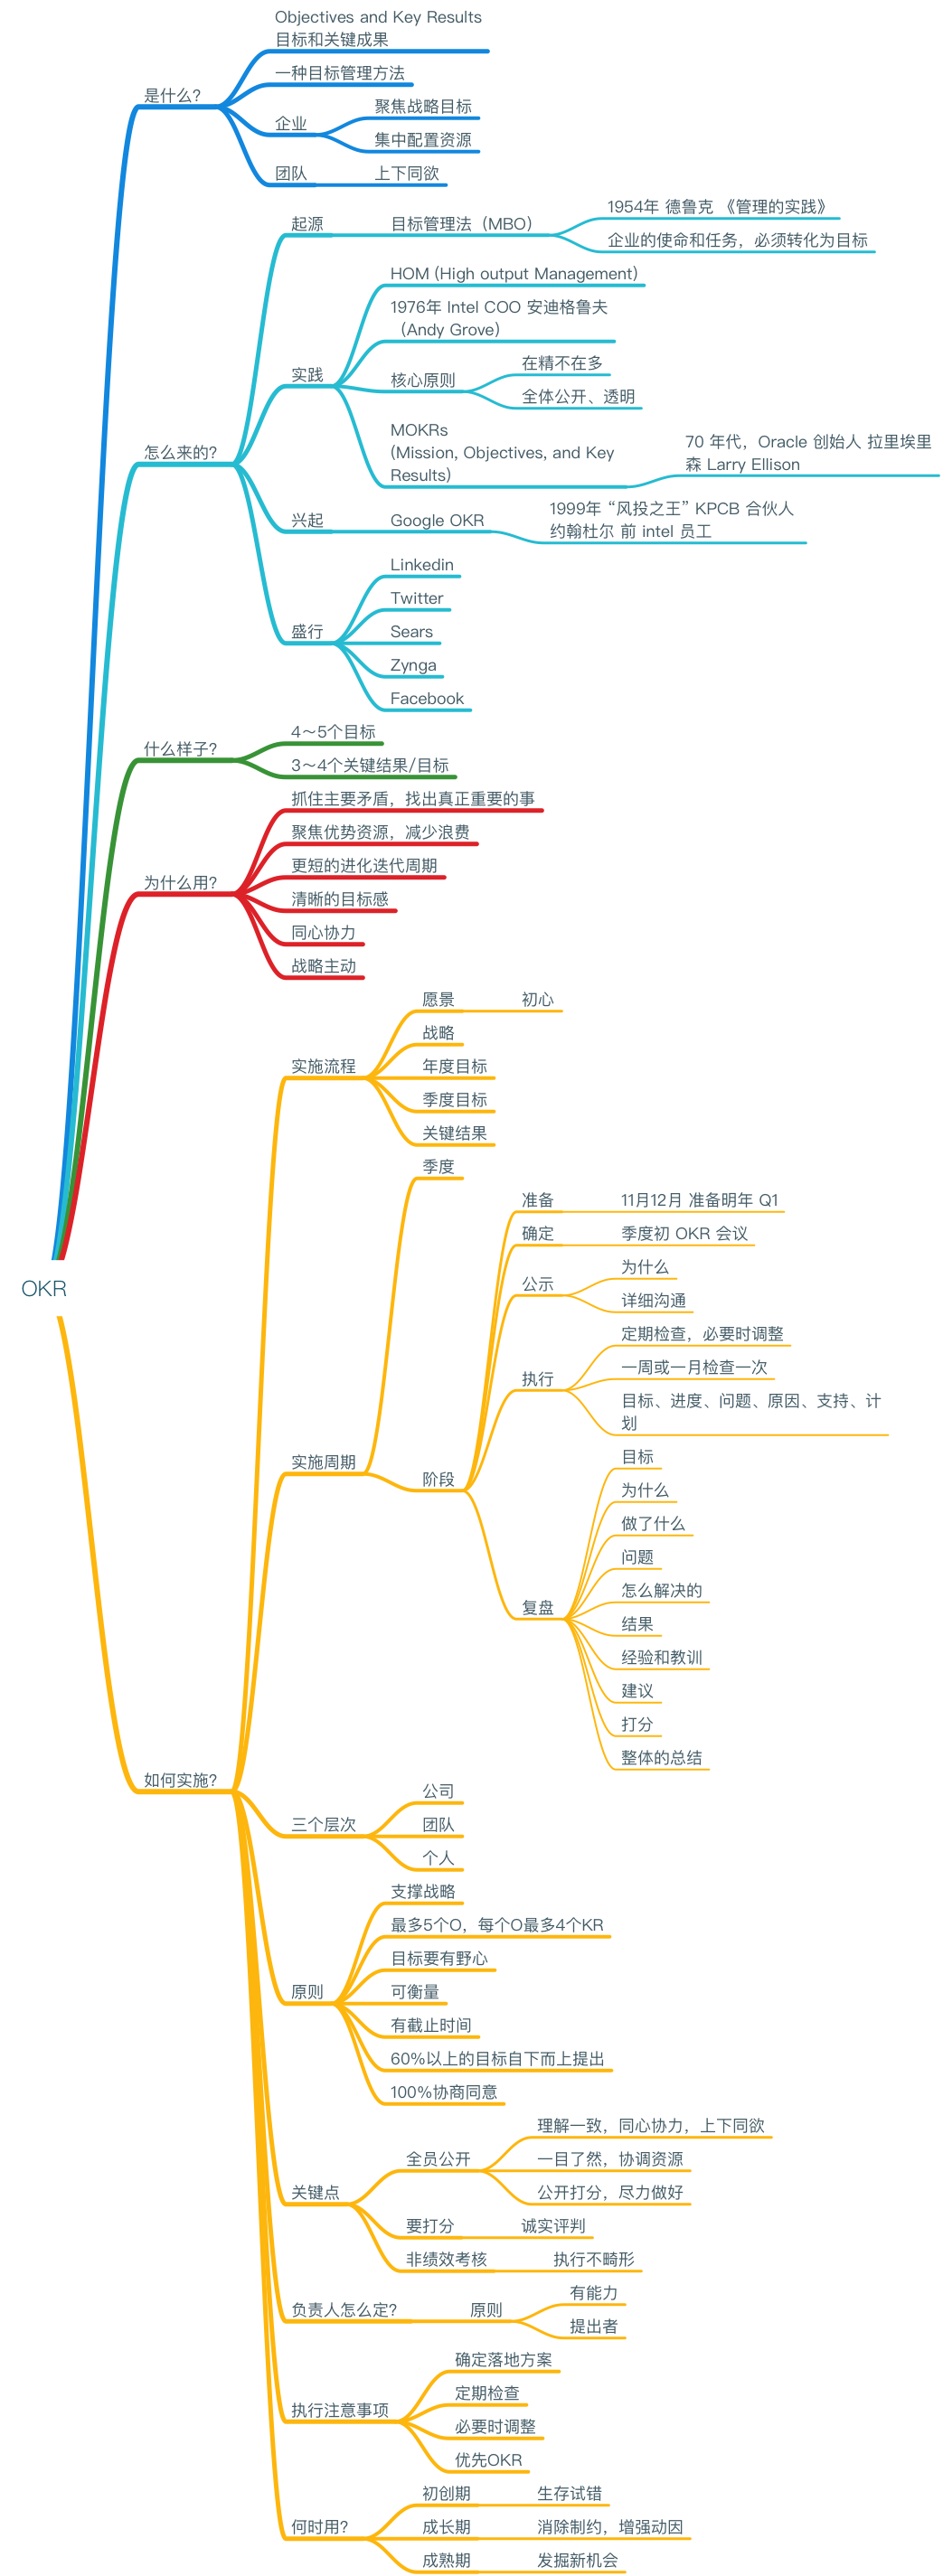 Objectives and Key Results
目标和关键成果
一种目标管理方法
是什么？
聚焦战略目标
企业
集中配置资源
团队
上下同欲
1954年 德鲁克 《管理的实践》
起源
目标管理法（MBO）
企业的使命和任务，必须转化为目标
HOM (High output Management)
1976年 Intel COO 安迪格鲁夫
（Andy Grove）
在精不在多
实践
核心原则
全体公开、透明
MOKRs
(Mission, Objectives, and Key
Results)
70 年代，Oracle 创始人 拉里埃里
森 Larry Ellison
怎么来的？
1999年 “风投之王” KPCB 合伙人
约翰杜尔 前 intel 员工
兴起
Google OKR
Linkedin
Twitter
盛行
Sears
Zynga
Facebook
4～5个目标
什么样子？
3～4个关键结果/目标
抓住主要矛盾，找出真正重要的事
聚焦优势资源，减少浪费
更短的进化迭代周期
为什么用？
清晰的目标感
同心协力
战略主动
愿景
初心
战略
实施流程
年度目标
季度目标
关键结果
季度
准备
11月12月 准备明年 Q1
确定
季度初 OKR 会议
为什么
公示
详细沟通
OKR
定期检查，必要时调整
执行
一周或一月检查一次
目标、进度、问题、原因、支持、计
划
实施周期
阶段
目标
为什么
做了什么
问题
怎么解决的
复盘
结果
经验和教训
建议
打分
整体的总结
如何实施？
公司
三个层次
团队
个人
支撑战略
最多5个O，每个O最多4个KR
目标要有野心
原则
可衡量
有截止时间
60%以上的目标自下而上提出
100%协商同意
理解一致，同心协力，上下同欲
全员公开
一目了然，协调资源
公开打分，尽力做好
关键点
要打分
诚实评判
非绩效考核
执行不畸形
有能力
负责人怎么定？
原则
提出者
确定落地方案
定期检查
执行注意事项
必要时调整
优先OKR
初创期
生存试错
何时用？
成长期
消除制约，增强动因
成熟期
发掘新机会